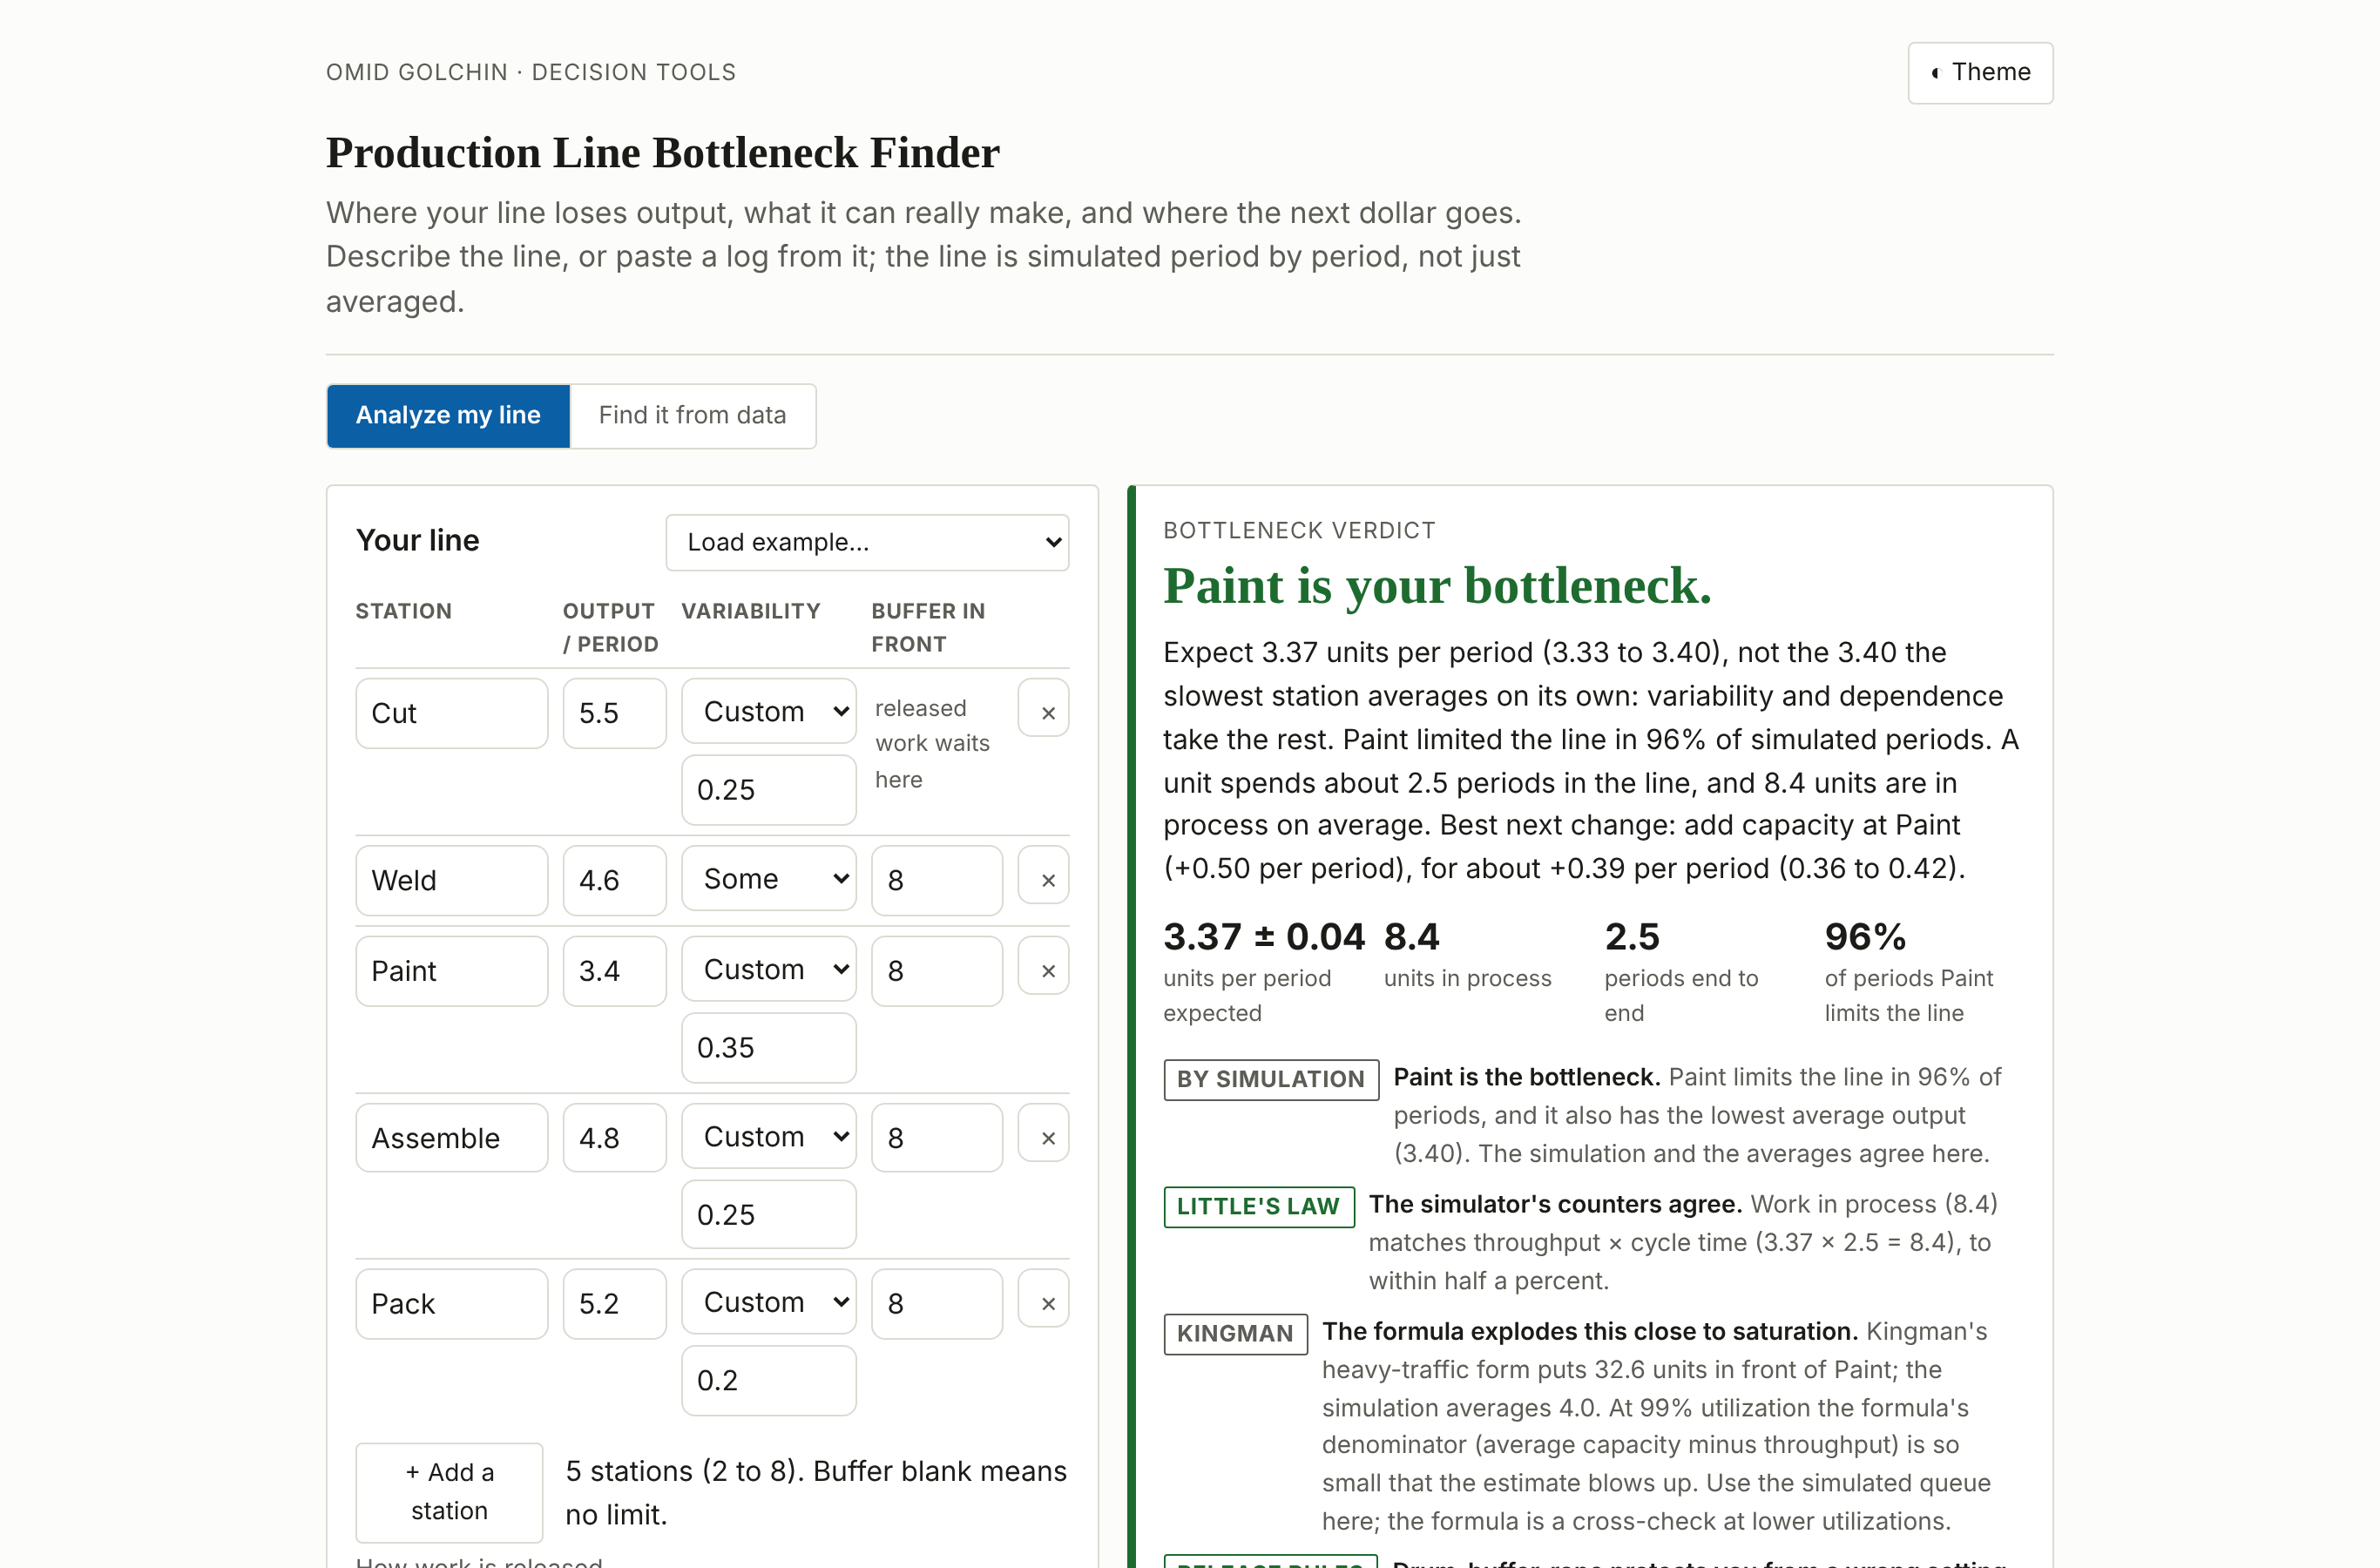 OMID GOLCHIN · DECISION TOOLS
Theme
Production Line Bottleneck Finder
Where your line loses output, what it can really make, and where the next dollar goes.
Describe the line, or paste a log from it; the line is simulated period by period, not just
averaged.
Analyze my line
Find it from data
Your line
Load example...
STATION
OUTPUT
/ PERIOD
VARIABILITY
BUFFER IN
FRONT
Cut
5.5
Custom
released
work waits
here
×
0.25
Weld
4.6
Some
8
×
Paint
3.4
Custom
8
×
0.35
Assemble
4.8
Custom
8
×
0.25
Pack
5.2
Custom
8
×
0.2
+ Add a
station
5 stations (2 to 8). Buffer blank means
no limit.
How work is released
BOTTLENECK VERDICT
Paint is your bottleneck.
Expect 3.37 units per period (3.33 to 3.40), not the 3.40 the
slowest station averages on its own: variability and dependence
take the rest. Paint limited the line in 96% of simulated periods. A
unit spends about 2.5 periods in the line, and 8.4 units are in
process on average. Best next change: add capacity at Paint
(+0.50 per period), for about +0.39 per period (0.36 to 0.42).
3.37 ± 0.04
units per period
expected
8.4
units in process
2.5
periods end to
end
96%
of periods Paint
limits the line
BY SIMULATION
Paint is the bottleneck. Paint limits the line in 96% of
periods, and it also has the lowest average output
(3.40). The simulation and the averages agree here.
LITTLE'S LAW
The simulator's counters agree. Work in process (8.4)
matches throughput × cycle time (3.37 × 2.5 = 8.4), to
within half a percent.
KINGMAN
The formula explodes this close to saturation. Kingman's
heavy-traffic form puts 32.6 units in front of Paint; the
simulation averages 4.0. At 99% utilization the formula's
denominator (average capacity minus throughput) is so
small that the estimate blows up. Use the simulated queue
here; the formula is a cross-check at lower utilizations.
RELEASE RULES
Drum-buffer-rope protects you from a wrong setting.